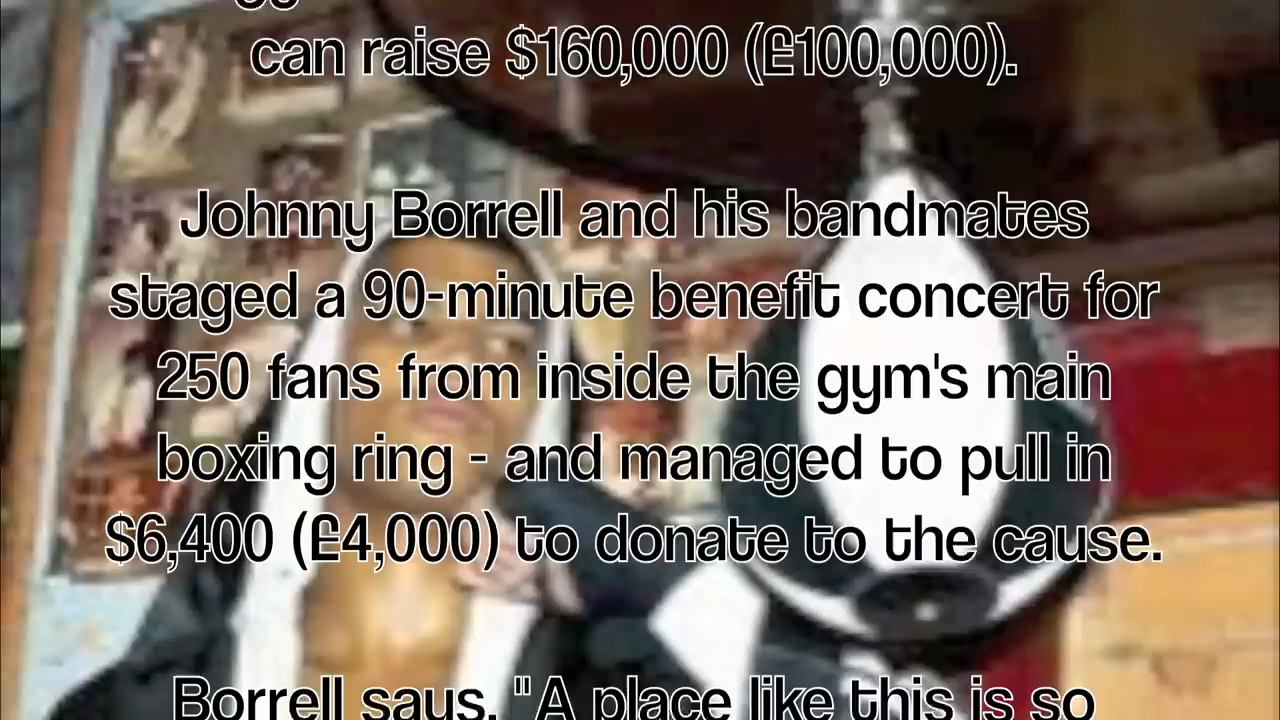 can raise $160,000 (£100,000).
Johnny Borrell and his bandmates
staged a 90-minute benefit concert for
250 fans from inside the gym's main
boxing ring - and managed to pull in
$6,400 (£4,000) to donate to the cause.
Borrell says, "A place like this is so